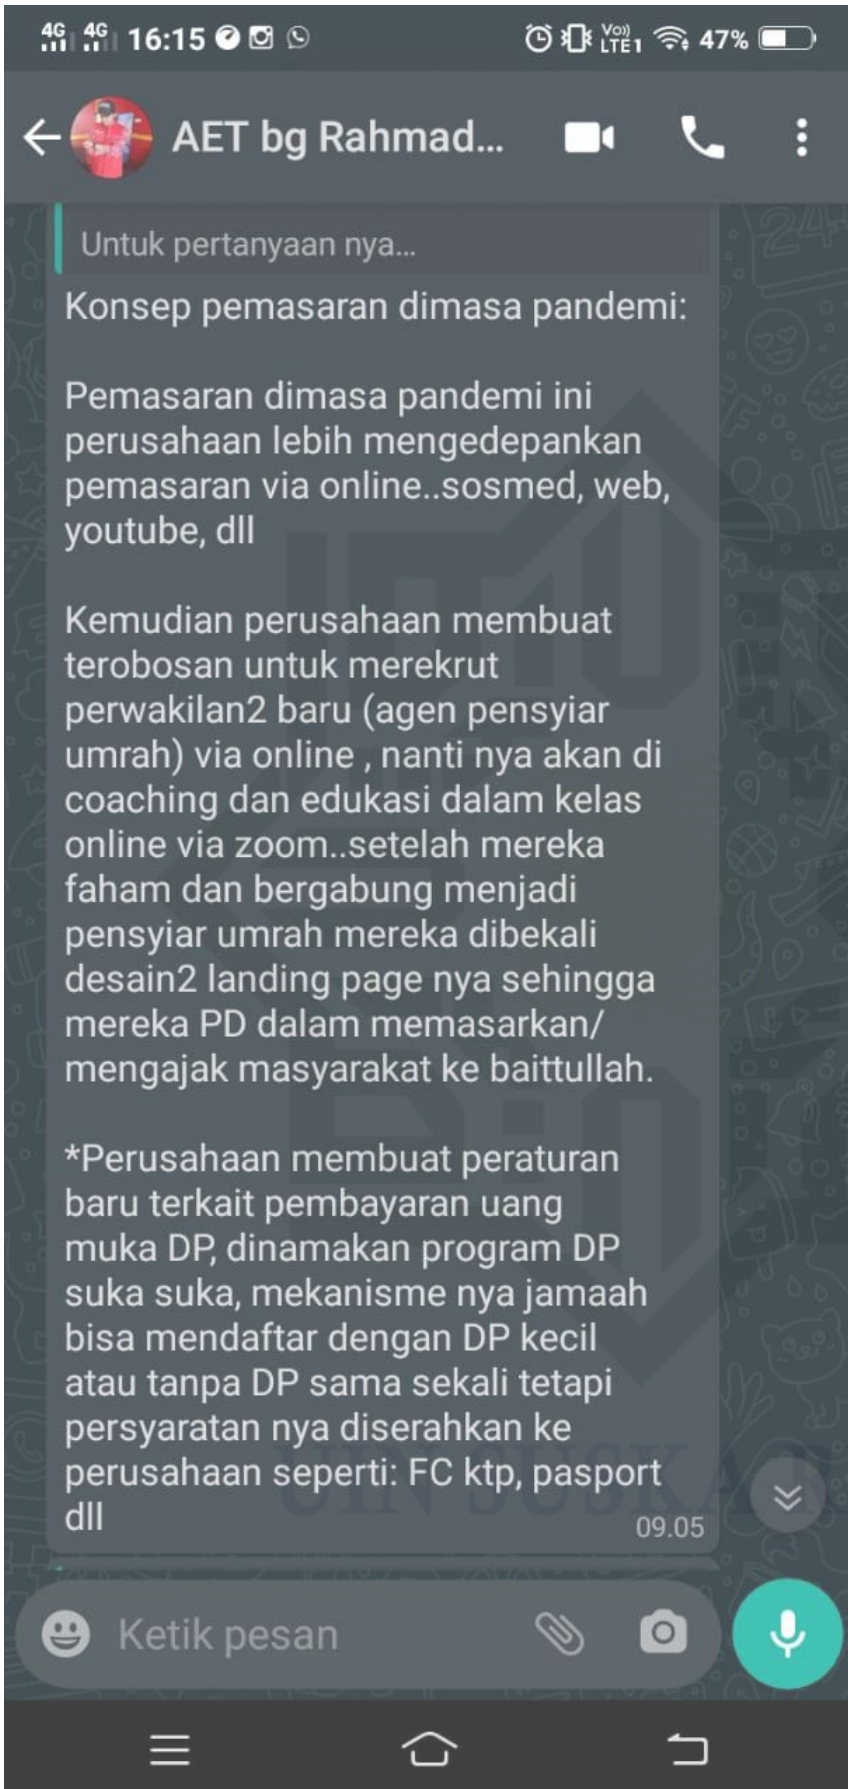 4G 4G 16:15 Vo)) LTE1 47%
AET bg Rahmad...
Untuk pertanyaan nya...
Konsep pemasaran dimasa pandemi:
Pemasaran dimasa pandemi ini
perusahaan lebih mengedepankan
pemasaran via online..sosmed, web,
youtube, dll
Kemudian perusahaan membuat
terobosan untuk merekrut
perwakilan2 baru (agen pensyiar
umrah) via online , nanti nya akan di
coaching dan edukasi dalam kelas
online via zoom..setelah mereka
faham dan bergabung menjadi
pensyiar umrah mereka dibekali
desain2 landing page nya sehingga
mereka PD dalam memasarkan/
mengajak masyarakat ke baittullah.
*Perusahaan membuat peraturan
baru terkait pembayaran uang
muka DP, dinamakan program DP
suka suka, mekanisme nya jamaah
bisa mendaftar dengan DP kecil
atau tanpa DP sama sekali tetapi
persyaratan nya diserahkan ke
perusahaan seperti: FC ktp, pasport
dll
09.05
UIN SUSKA R
Ketik pesan